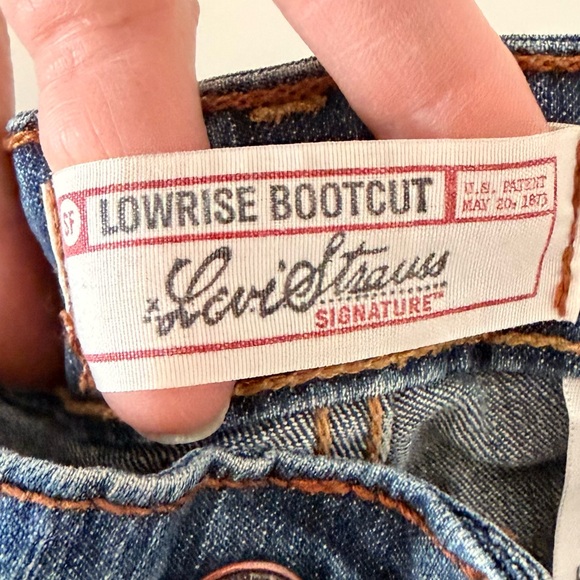 SF
LOWRISE BOOTCUT
U.S. PATENT
MAY 20, 1873
Levi Strauss
SIGNATURE™